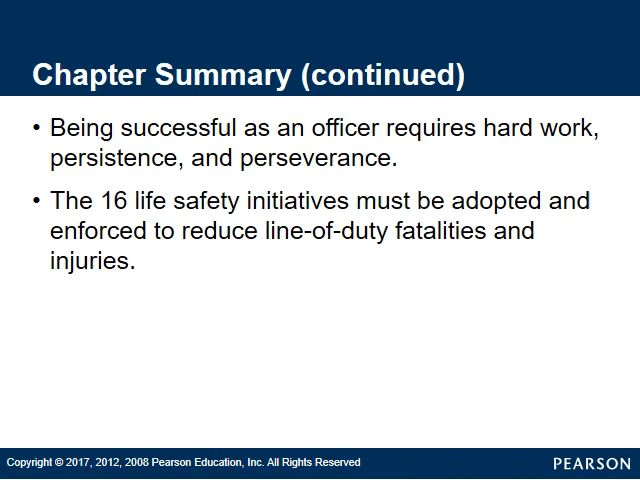 Chapter Summary (continued)
• Being successful as an officer requires hard work,
persistence, and perseverance.
• The 16 life safety initiatives must be adopted and
enforced to reduce line-of-duty fatalities and
injuries.
Copyright © 2017, 2012, 2008 Pearson Education, Inc. All Rights Reserved
PEARSON